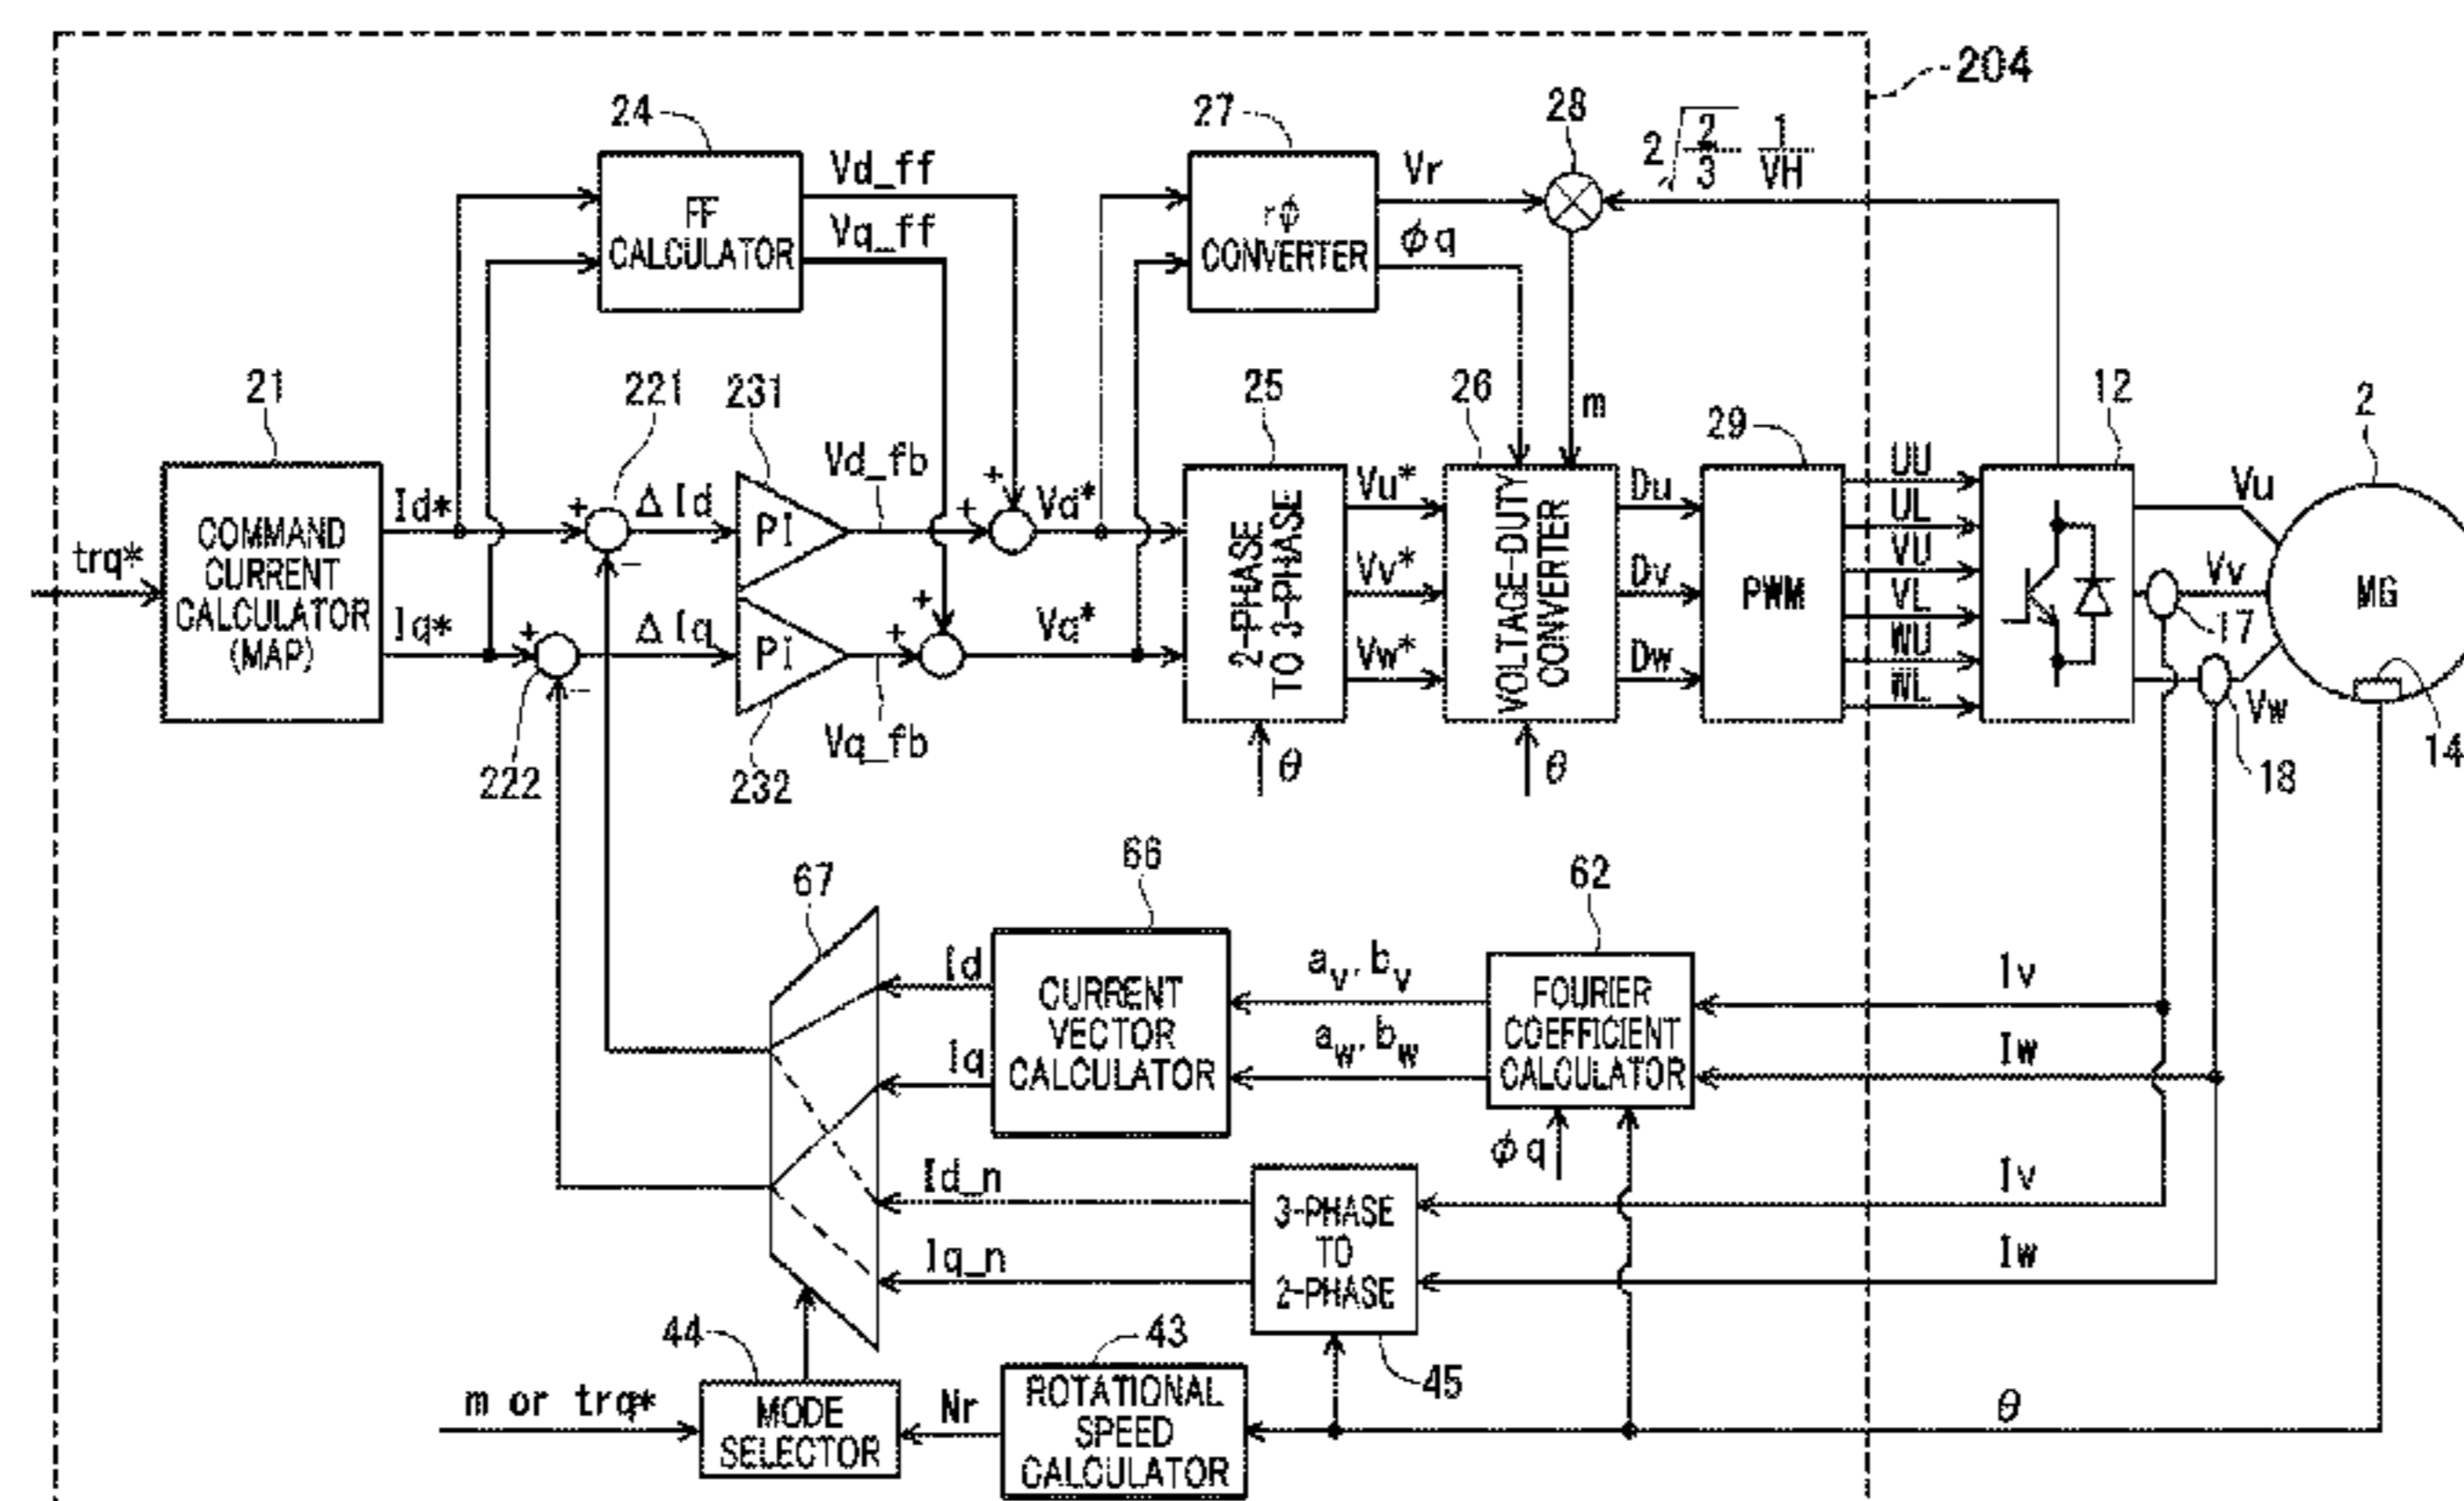 204
24
27
28
2√2/3 1/VH
Vd_ff
Vq_ff
FF
CALCULATOR
rϕ
CONVERTER
Vr
ϕq
21
221
231
25
26
m
29
12
2
COMMAND
CURRENT
CALCULATOR
(MAP)
trq*
Id*
Iq*
+
−
ΔId
PI
Vd_fb
+
+
+
−
ΔIq
PI
Vq_fb
+
+
Vq*
222
232
2-PHASE
TO 3-PHASE
θ
Vu*
Vv*
Vw*
VOLTAGE-DUTY
CONVERTER
θ
Du
Dv
Dw
PWM
UU
UL
VU
VL
WU
WL
Vu
Vv
Vw
MG
17
18
14
67
66
62
Id
Iq
CURRENT
VECTOR
CALCULATOR
av, bv
aw, bw
FOURIER
COEFFICIENT
CALCULATOR
Iv
Iw
ϕq
Id_n
Iq_n
3-PHASE
TO
2-PHASE
Iv
Iw
44
43
45
m or trq*
MODE
SELECTOR
Nr
ROTATIONAL
SPEED
CALCULATOR
θ